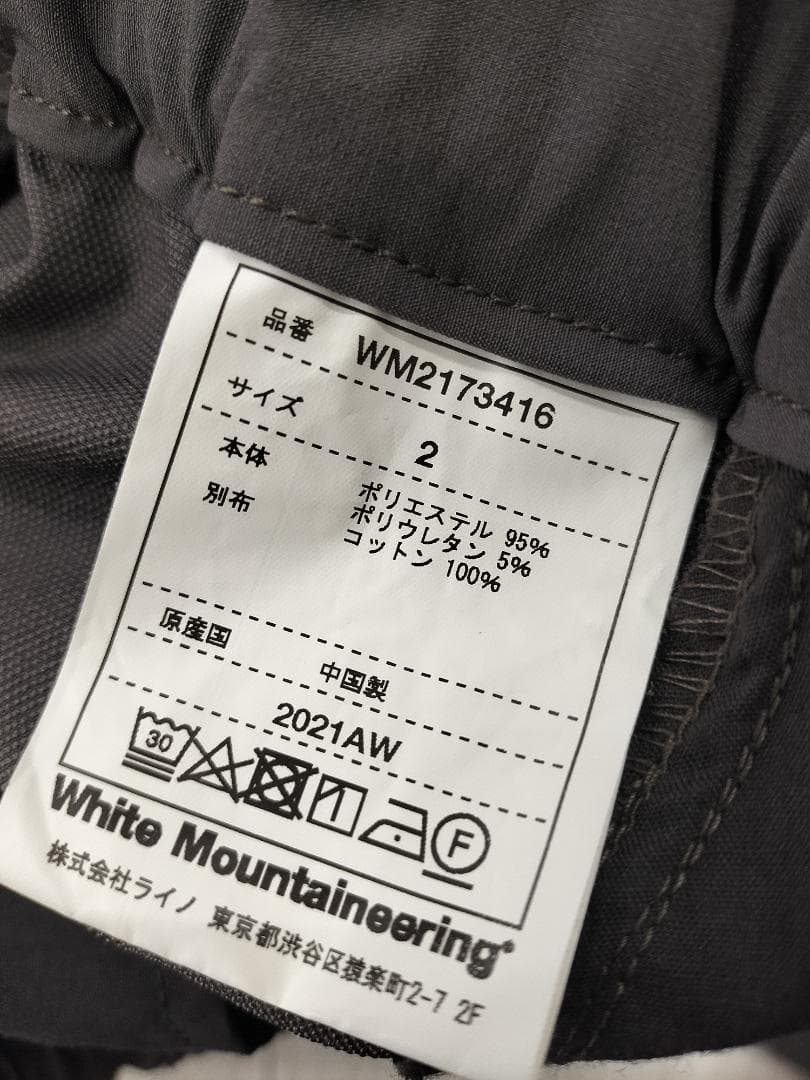 品番 WM2173416
サイズ 2
本体 ポリエステル 95%
ポリウレタン 5%
別布 コットン 100%
原産国 中国製
2021AW
30 F
White Mountaineering®
株式会社ライノ 東京都渋谷区猿楽町2-7 2F